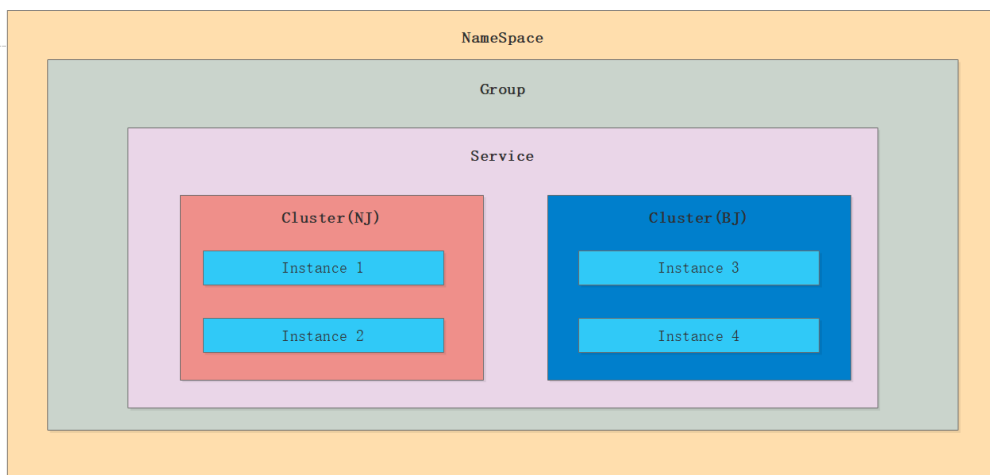 NameSpace
Group
Service
Cluster(NJ)
Cluster(BJ)
Instance 1
Instance 3
Instance 2
Instance 4